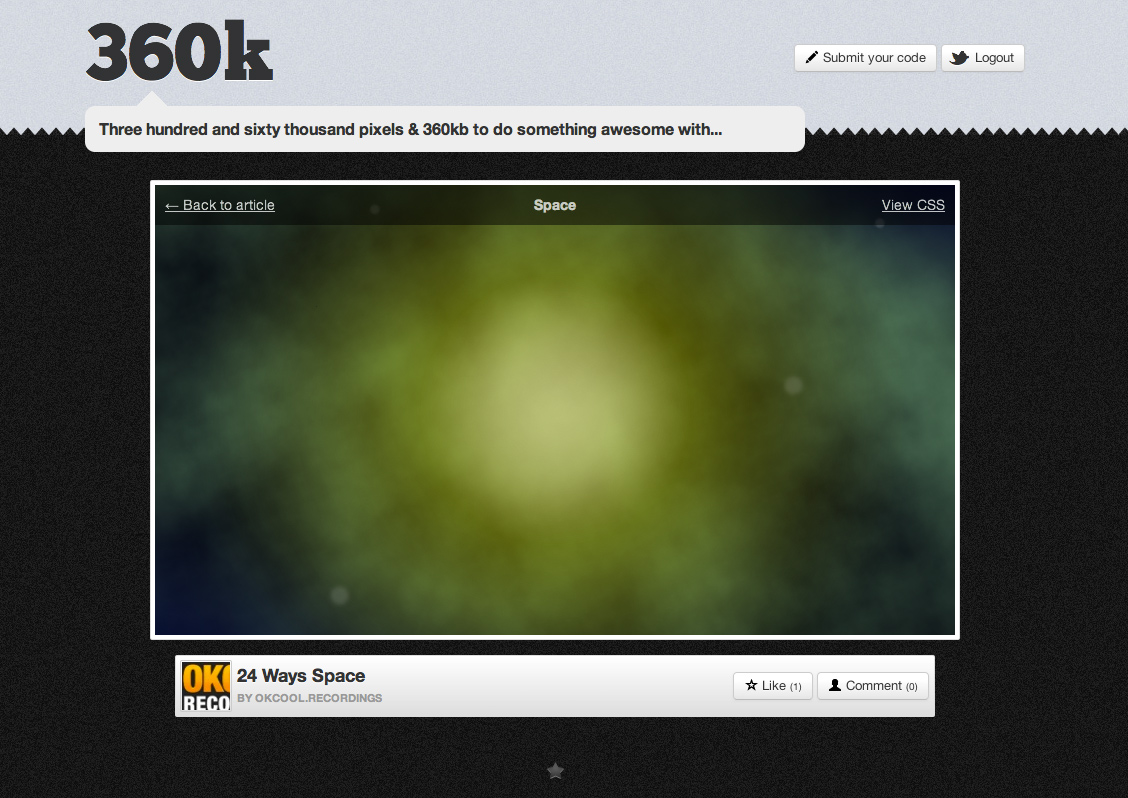 360k
Submit your code
Logout
Three hundred and sixty thousand pixels & 360kb to do something awesome with...
← Back to article
Space
View CSS
OKC
RECO
24 Ways Space
BY OKCOOL.RECORDINGS
Like (1)
Comment (0)